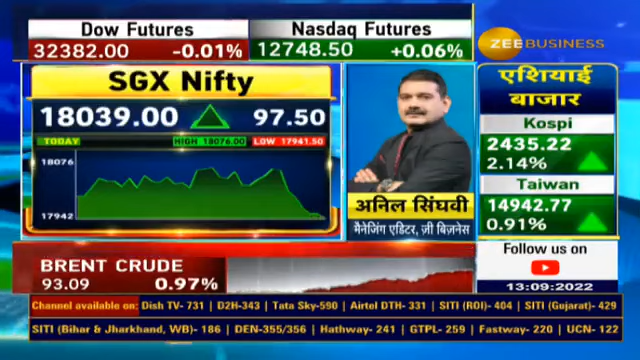 Dow Futures
32382.00 -0.01%
Nasdaq Futures
12748.50 +0.06%
ZEE BUSINESS
SGX Nifty
18039.00 97.50
TODAY HIGH 18076.00 LOW 17941.50
18076
17942
अनिल सिंघवी
मैनेजिंग एडिटर, ज़ी बिज़नेस
एशियाई
बाजार
Kospi
2435.22
2.14%
Taiwan
14942.77
0.91%
BRENT CRUDE
93.09 0.97%
Follow us on
13:09:2022
Channel available on: Dish TV- 731 | D2H-343 | Tata Sky-590 | Airtel DTH- 331 | SITI (ROI)- 404 | SITI (Gujarat)- 429
SITI (Bihar & Jharkhand, WB)- 186 | DEN-355/356 | Hathway- 241 | GTPL- 259 | Fastway- 220 | UCN- 122